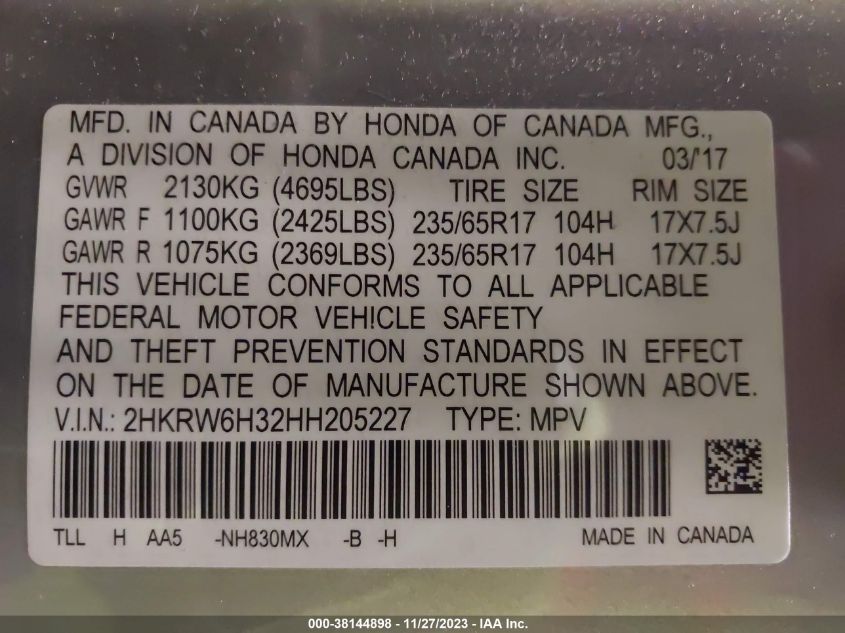 MFD. IN CANADA BY HONDA OF CANADA MFG.,
A DIVISION OF HONDA CANADA INC. 03/'17
GVWR 2130KG (4695LBS) TIRE SIZE RIM SIZE
GAWR F 1100KG (2425LBS) 235/65R17 104H 17X7.5J
GAWR R 1075KG (2369LBS) 235/65R17 104H 17X7.5J
THIS VEHICLE CONFORMS TO ALL APPLICABLE
FEDERAL MOTOR VEHICLE SAFETY
AND THEFT PREVENTION STANDARDS IN EFFECT
ON THE DATE OF MANUFACTURE SHOWN ABOVE.
V.I.N.: 2HKRW6H32HH205227 TYPE: MPV
TLL H AA5 -NH830MX -B -H MADE IN CANADA
000-38144898 - 11/27/2023 - IAA Inc.